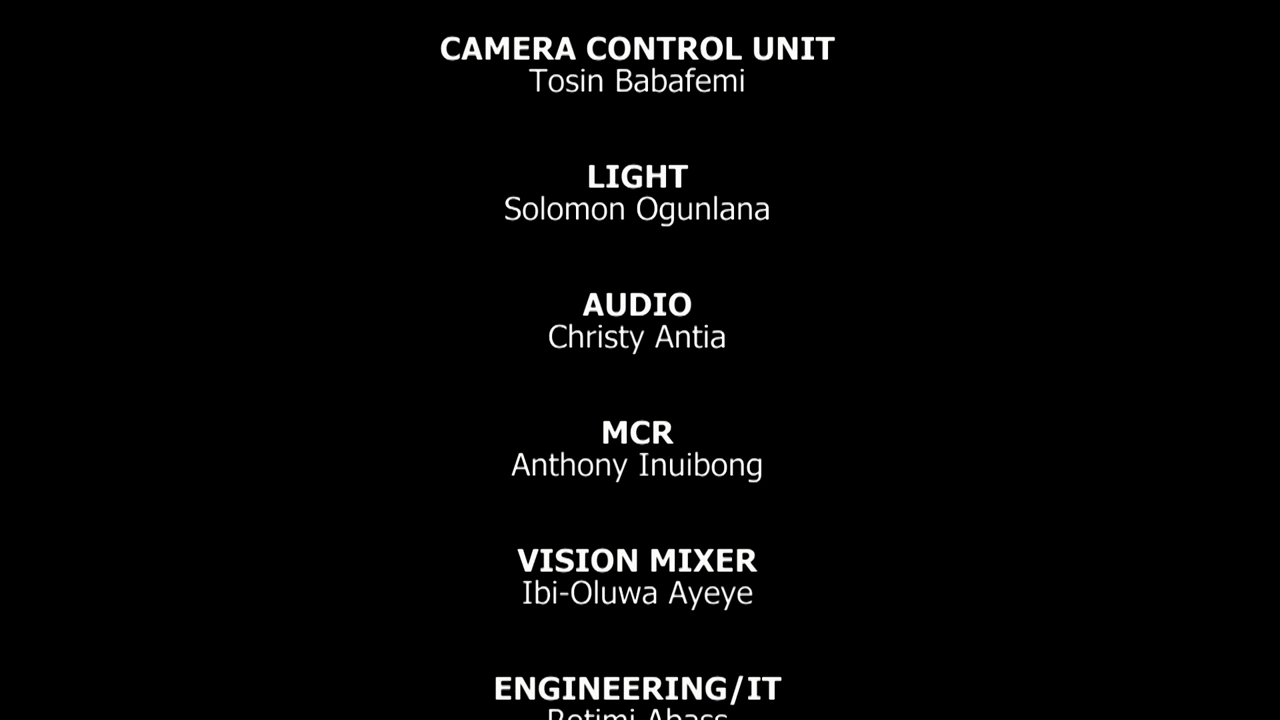 CAMERA CONTROL UNIT
Tosin Babafemi
LIGHT
Solomon Ogunlana
AUDIO
Christy Antia
MCR
Anthony Inuibong
VISION MIXER
Ibi-Oluwa Ayeye
ENGINEERING/IT